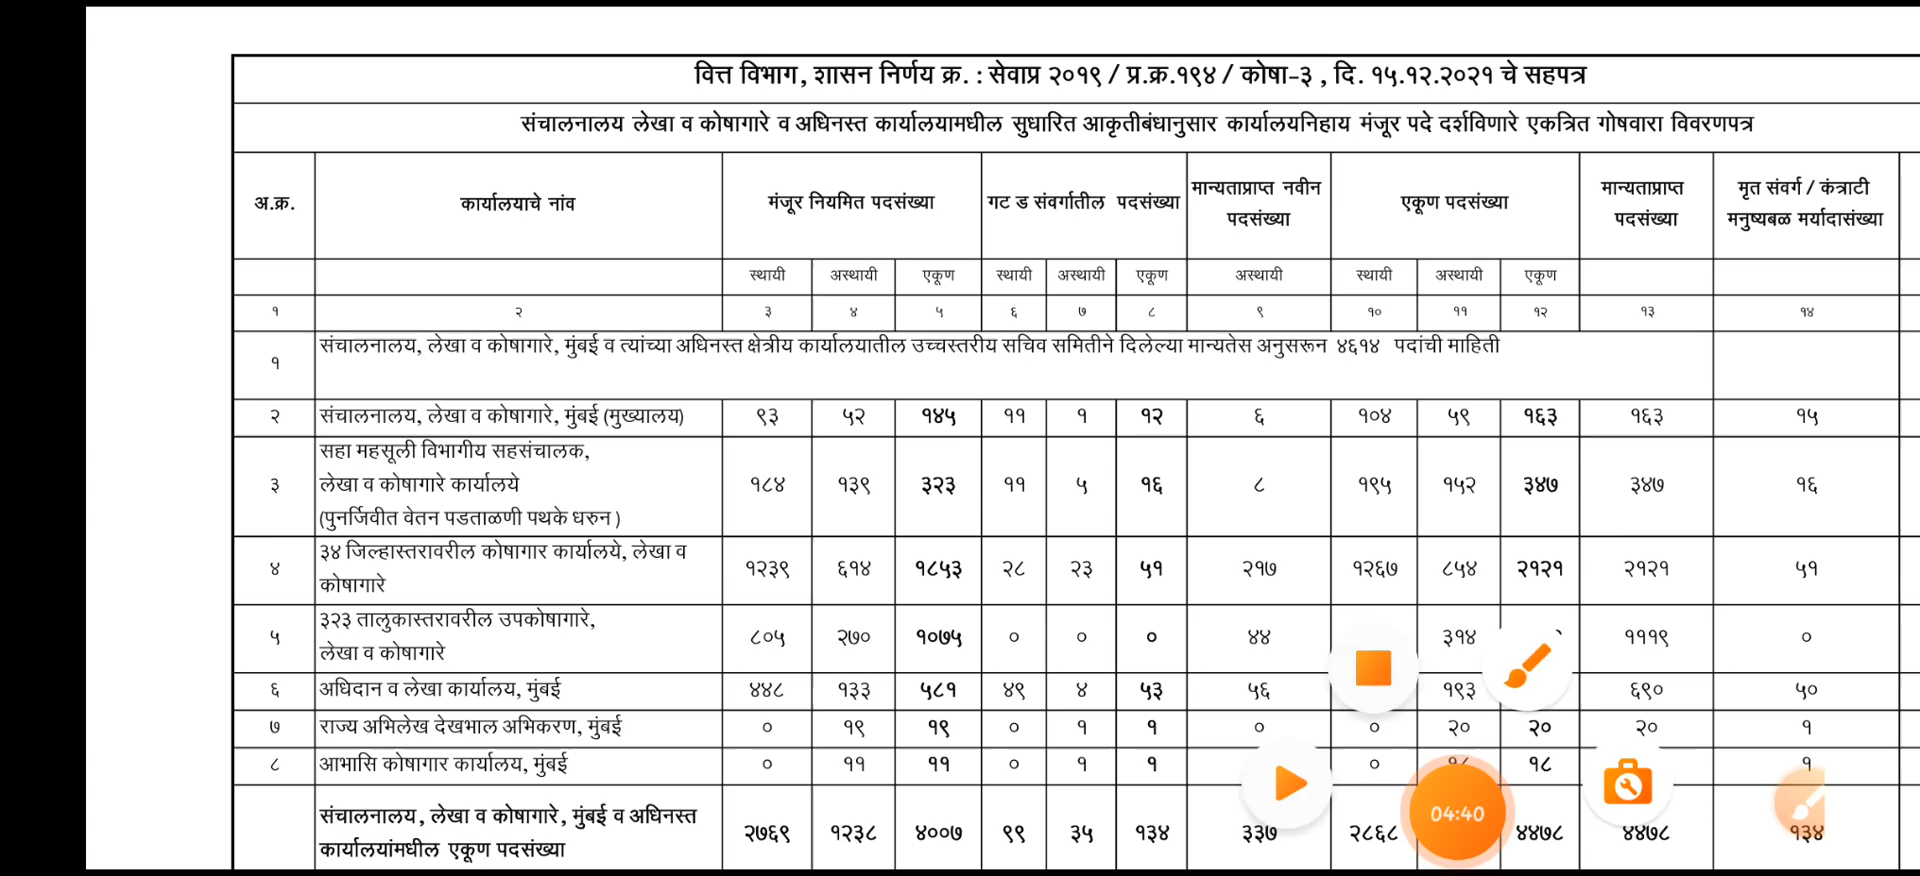 वित्त विभाग, शासन निर्णय क्र. : सेवाप्र २०१९ / प्र.क्र.१९४ / कोषा-३ , दि. १५.१२.२०२१ चे सहपत्र
संचालनालय लेखा व कोषागारे व अधिनस्त कार्यालयामधील सुधारित आकृतीबंधानुसार कार्यालयनिहाय मंजूर पदे दर्शविणारे एकत्रित गोषवारा विवरणपत्र
अ.क्र. कार्यालयाचे नांव मंजूर नियमित पदसंख्या गट ड संवर्गातील पदसंख्या मान्यताप्राप्त नवीन पदसंख्या एकूण पदसंख्या मान्यताप्राप्त पदसंख्या मृत संवर्ग / कंत्राटी मनुष्यबळ मर्यादासंख्या
स्थायी अस्थायी एकूण स्थायी अस्थायी एकूण अस्थायी स्थायी अस्थायी एकूण
१ २ ३ ४ ५ ६ ७ ८ ९ १० ११ १२ १३ १४
१ संचालनालय, लेखा व कोषागारे, मुंबई व त्यांच्या अधिनस्त क्षेत्रीय कार्यालयातील उच्चस्तरीय सचिव समितीने दिलेल्या मान्यतेस अनुसरून ४६१४ पदांची माहिती
२ संचालनालय, लेखा व कोषागारे, मुंबई (मुख्यालय) ९३ ५२ १४५ ११ १ १२ ६ १०४ ५९ १६३ १६३ १५
सहा महसूली विभागीय सहसंचालक,
३ लेखा व कोषागारे कार्यालये १८४ १३९ ३२३ ११ ५ १६ ८ १९५ १५२ ३४७ ३४७ १६
(पुनर्जिवीत वेतन पडताळणी पथके धरुन )
३४ जिल्हास्तरावरील कोषागार कार्यालये, लेखा व
४ कोषागारे १२३९ ६१४ १८५३ २८ २३ ५१ २१७ १२६७ ८५४ २१२१ २१२१ ५१
३२३ तालुकास्तरावरील उपकोषागारे,
५ लेखा व कोषागारे ८०५ २७० १०७५ ० ० ० ४४ ३१४ १११९ ०
६ अधिदान व लेखा कार्यालय, मुंबई ४४८ १३३ ५८१ ४९ ४ ५३ ५६ १९३ ६९० ५०
७ राज्य अभिलेख देखभाल अभिकरण, मुंबई ० १९ १९ ० १ १ ० ० २० २० २० १
८ आभासि कोषागार कार्यालय, मुंबई ० ११ ११ ० १ १ ० १८ १
संचालनालय, लेखा व कोषागारे, मुंबई व अधिनस्त
कार्यालयांमधील एकूण पदसंख्या २७६९ १२३८ ४००७ ९९ ३५ १३४ ३३७ २८६८ ४४७८ ४४७८ १३४
04:40